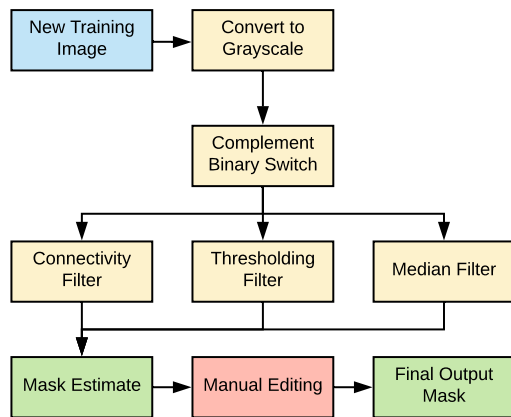 New Training
Image
Convert to
Grayscale
Complement
Binary Switch
Connectivity
Filter
Thresholding
Filter
Median Filter
Mask Estimate
Manual Editing
Final Output
Mask